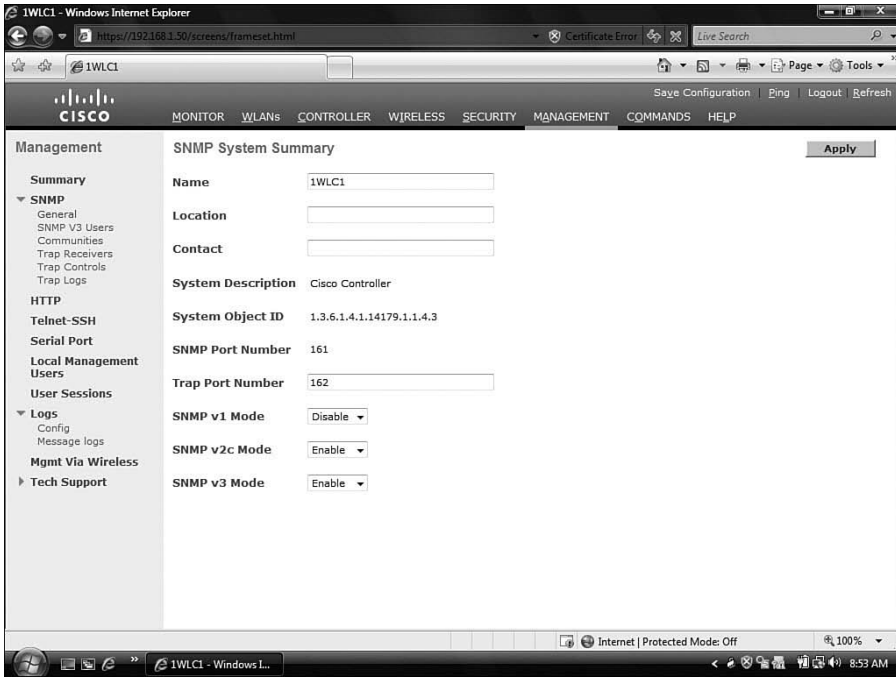 1WLC1 - Windows Internet Explorer
https://192.168.1.50/screens/frameset.html
Certificate Error
Live Search
1WLC1
Page
Tools
Save Configuration | Ping | Logout | Refresh
CISCO
MONITOR WLANs CONTROLLER WIRELESS SECURITY MANAGEMENT COMMANDS HELP
Management
Summary
SNMP
General
SNMP V3 Users
Communities
Trap Receivers
Trap Controls
Trap Logs
HTTP
Telnet-SSH
Serial Port
Local Management
Users
User Sessions
Logs
Config
Message logs
Mgmt Via Wireless
Tech Support
SNMP System Summary
Apply
Name 1WLC1
Location
Contact
System Description Cisco Controller
System Object ID 1.3.6.1.4.1.14179.1.1.4.3
SNMP Port Number 161
Trap Port Number 162
SNMP v1 Mode Disable
SNMP v2c Mode Enable
SNMP v3 Mode Enable
Internet | Protected Mode: Off
100%
1WLC1 - Windows I...
8:53 AM